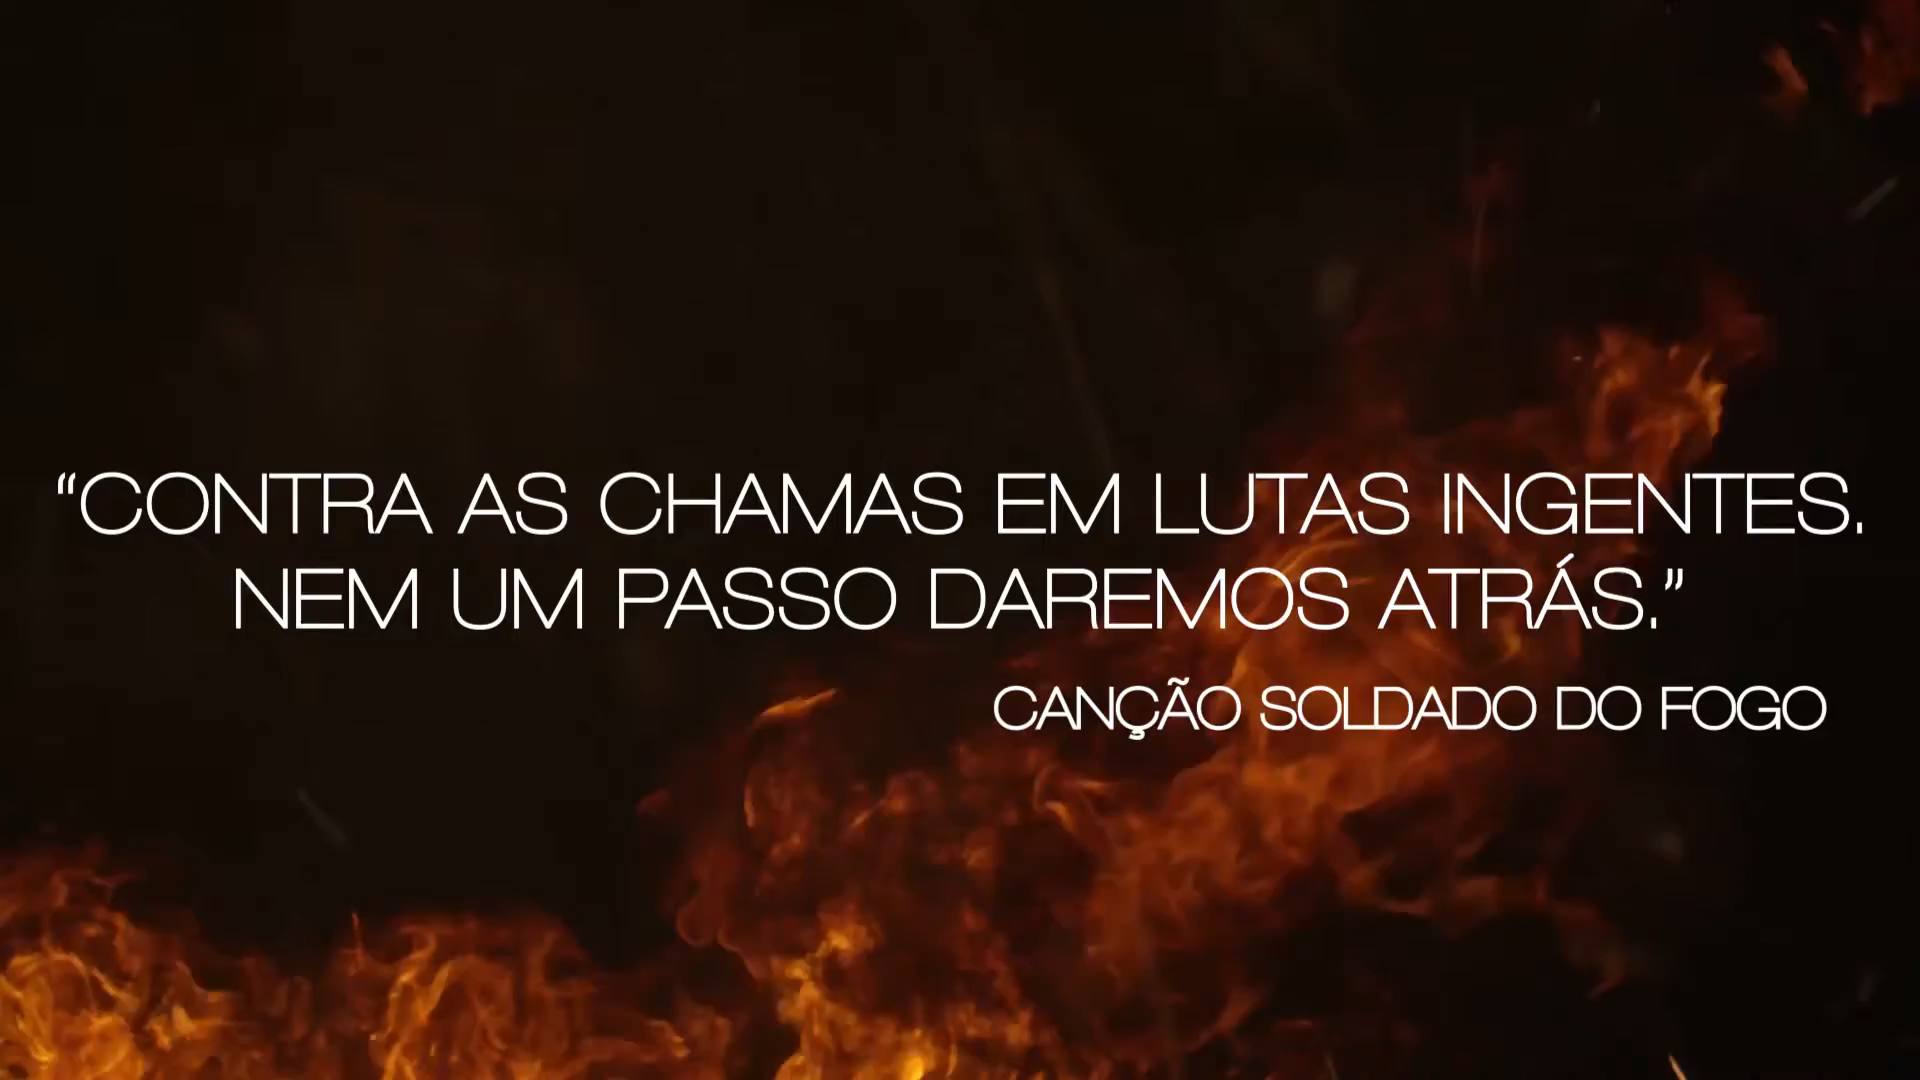 “CONTRA AS CHAMAS EM LUTAS INGENTES.
NEM UM PASSO DAREMOS ATRÁS.”
CANÇÃO SOLDADO DO FOGO